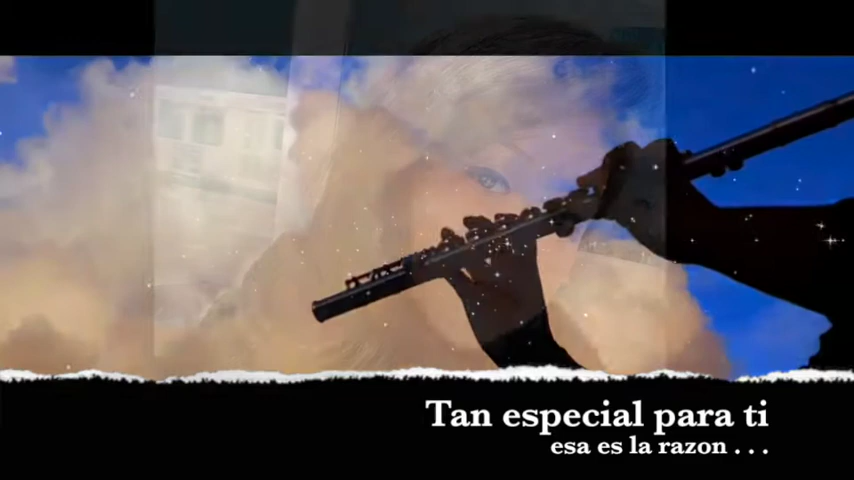 Tan especial para ti
esa es la razon . . .